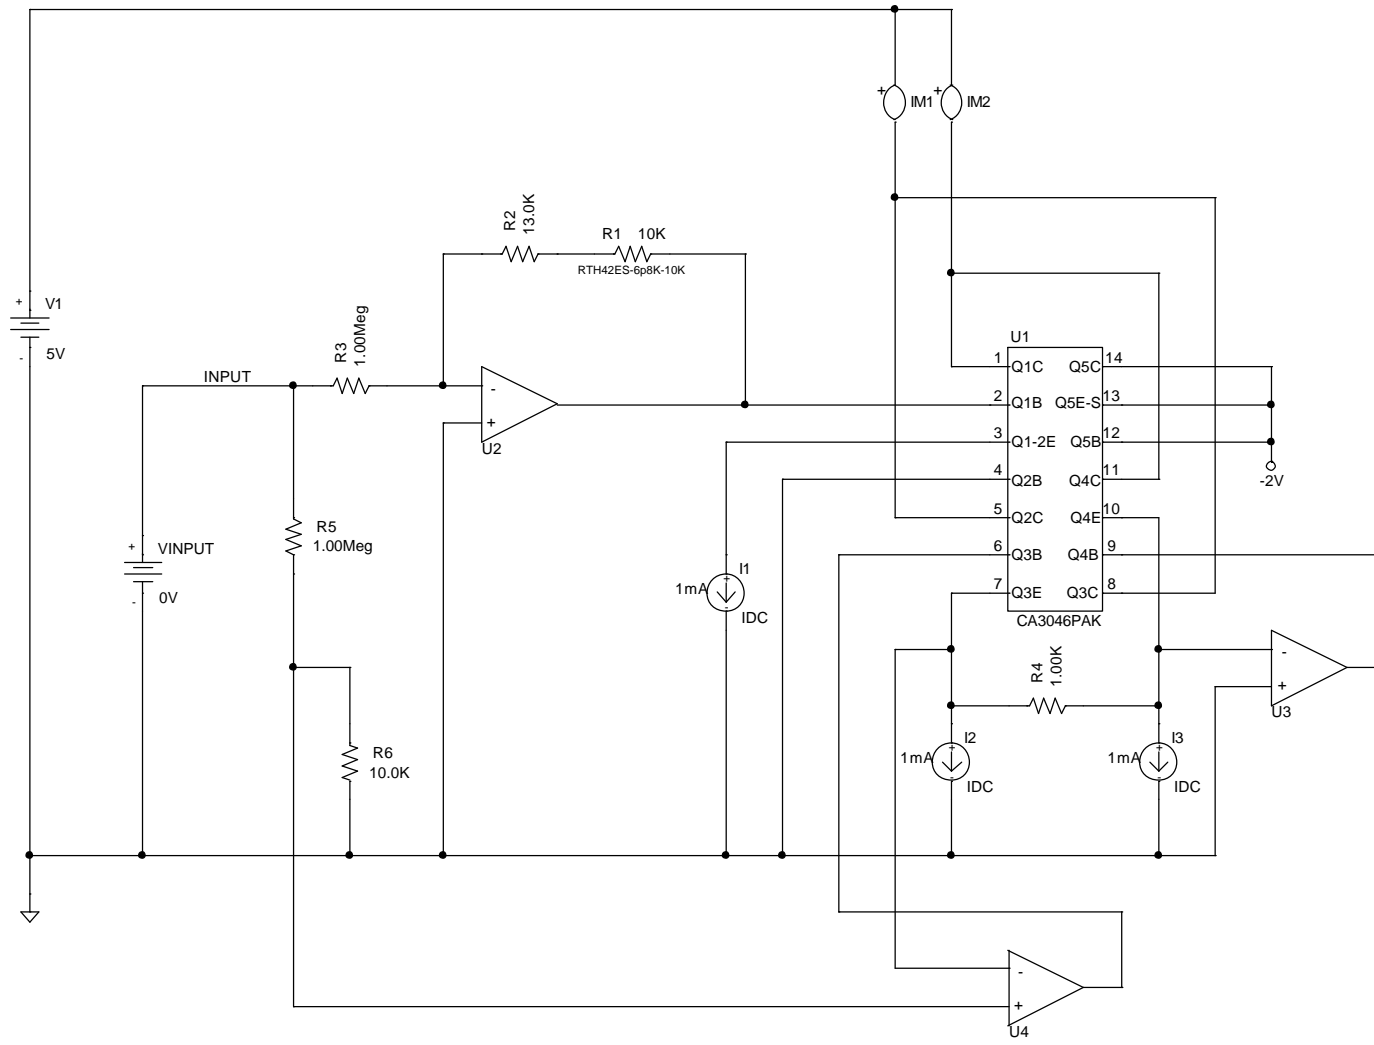 + IM1 + IM2
R2 13.0K
R1 10K
RTH42ES-6p8K-10K
+ V1
- 5V
R3 1.00Meg
INPUT
U2
- +
U1
1 Q1C Q5C 14
2 Q1B Q5E-S 13
3 Q1-2E Q5B 12
4 Q2B Q4C 11
5 Q2C Q4E 10
6 Q3B Q4B 9
7 Q3E Q3C 8
CA3046PAK
-2V
R5
1.00Meg
+ VINPUT
- 0V
I1
+ 1mA -
IDC
R4 1.00K
- +
U3
R6
10.0K
I2
+ 1mA -
IDC
I3
+ 1mA -
IDC
- +
U4